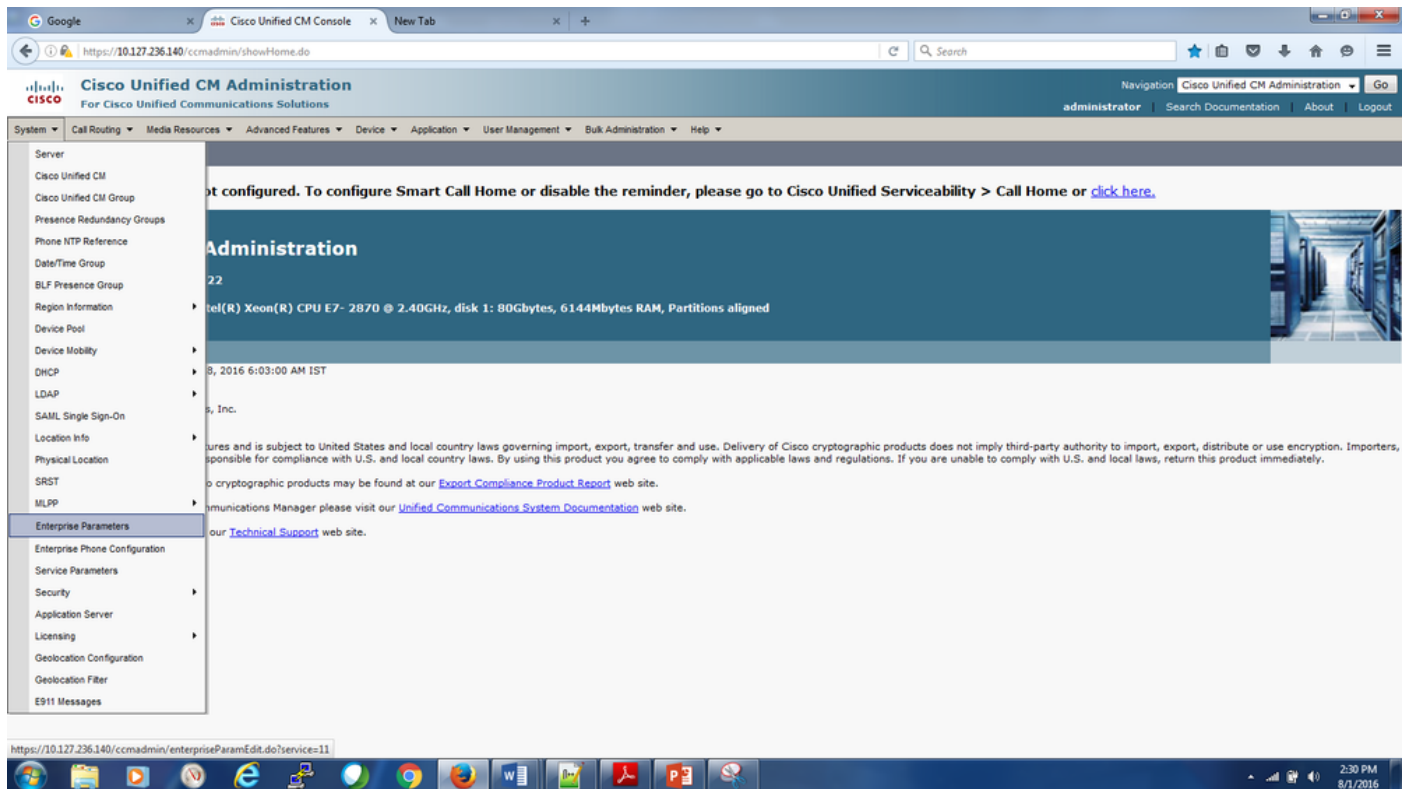 Google
Cisco Unified CM Console
New Tab
https://10.127.236.140/ccmadmin/showHome.do
Search
CISCO
Cisco Unified CM Administration
For Cisco Unified Communications Solutions
Navigation Cisco Unified CM Administration Go
administrator | Search Documentation | About | Logout
System Call Routing Media Resources Advanced Features Device Application User Management Bulk Administration Help
Server
Cisco Unified CM
Cisco Unified CM Group
Presence Redundancy Groups
Phone NTP Reference
Date/Time Group
BLF Presence Group
Region Information
Device Pool
Device Mobility
DHCP
LDAP
SAML Single Sign-On
Location Info
Physical Location
SRST
MLPP
Enterprise Parameters
Enterprise Phone Configuration
Service Parameters
Security
Application Server
Licensing
Geolocation Configuration
Geolocation Filter
E911 Messages
ot configured. To configure Smart Call Home or disable the reminder, please go to Cisco Unified Serviceability > Call Home or click here.
Administration
22
tel(R) Xeon(R) CPU E7- 2870 @ 2.40GHz, disk 1: 80Gbytes, 6144Mbytes RAM, Partitions aligned
8, 2016 6:03:00 AM IST
s, Inc.
tures and is subject to United States and local country laws governing import, export, transfer and use. Delivery of Cisco cryptographic products does not imply third-party authority to import, export, distribute or use encryption. Importers,
sponsible for compliance with U.S. and local country laws. By using this product you agree to comply with applicable laws and regulations. If you are unable to comply with U.S. and local laws, return this product immediately.
o cryptographic products may be found at our Export Compliance Product Report web site.
mmunications Manager please visit our Unified Communications System Documentation web site.
our Technical Support web site.
https://10.127.236.140/ccmadmin/enterpriseParamEdit.do?service=11
2:30 PM
8/1/2016